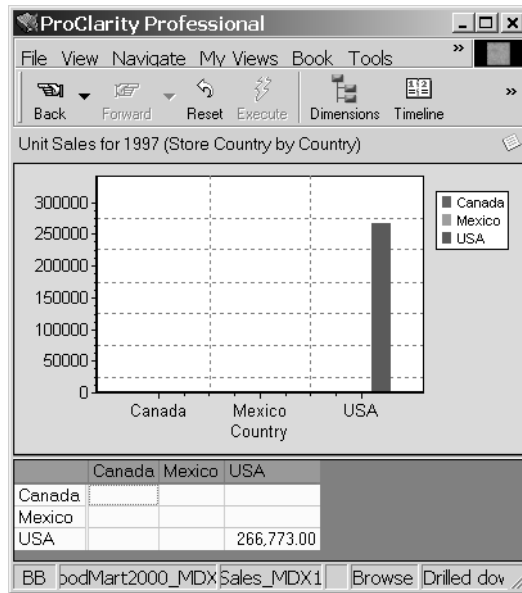 ProClarity Professional
File View Navigate My Views Book Tools »
Back Forward Reset Execute Dimensions Timeline »
Unit Sales for 1997 (Store Country by Country)
300000
250000
200000
150000
100000
50000
0
Canada Mexico USA
Country
Canada
Mexico
USA
Canada Mexico USA
Canada
Mexico
USA 266,773.00
BB oodMart2000_MDX Sales_MDX1 Browse Drilled dov